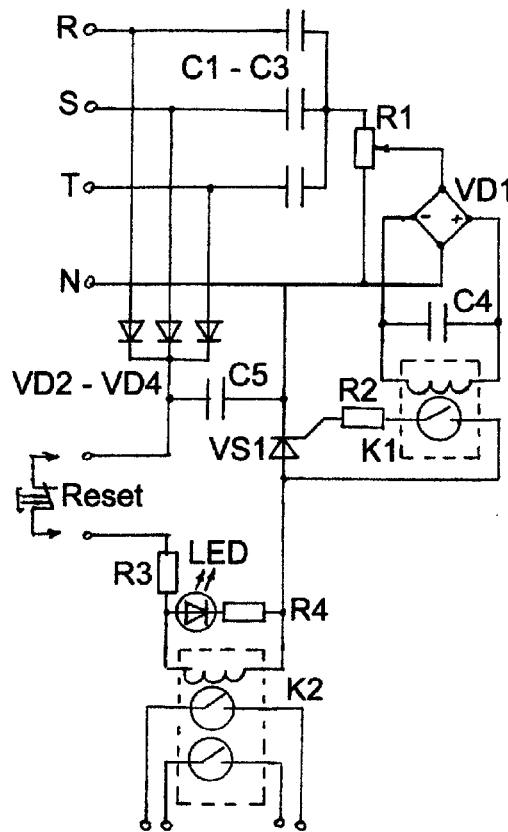 R
C1 - C3
S
R1
T
VD1
- +
N
C4
VD2 - VD4
C5
R2
VS1
K1
Reset
R3
LED
R4
K2